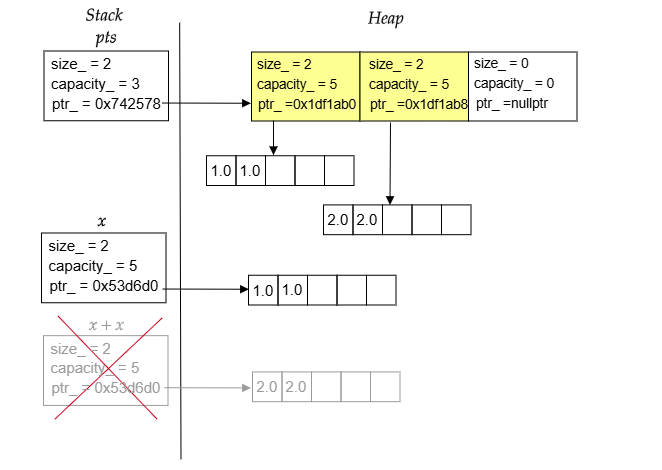 Stack
Heap
pts
size_ = 2
capacity_ = 3
ptr_ = 0x742578
size_ = 2
capacity_ = 5
ptr_ =0x1df1ab0
size_ = 2
capacity_ = 5
ptr_ =0x1df1ab8
size_ = 0
capacity_ = 0
ptr_ =nullptr
1.0 1.0
2.0 2.0
x
size_ = 2
capacity_ = 5
ptr_ = 0x53d6d0
1.0 1.0
x + x
size_ = 2
capacity_ = 5
ptr_ = 0x53d6d0
2.0 2.0